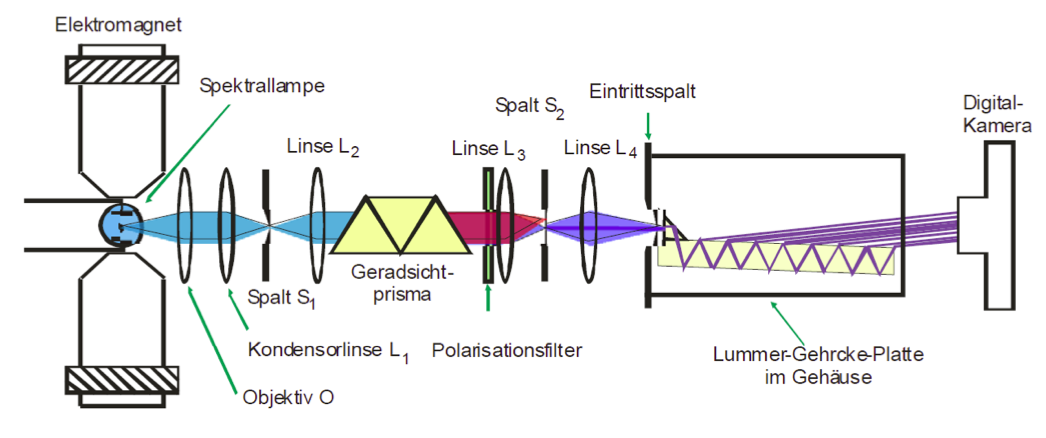 Elektromagnet
Spektrallampe
Spalt S2
Eintrittsspalt
Digital-
Kamera
Linse L2
Linse L3
Linse L4
Geradsicht-
prisma
Spalt S1
Kondensorlinse L1
Polarisationsfilter
Lummer-Gehrcke-Platte
im Gehäuse
Objektiv O